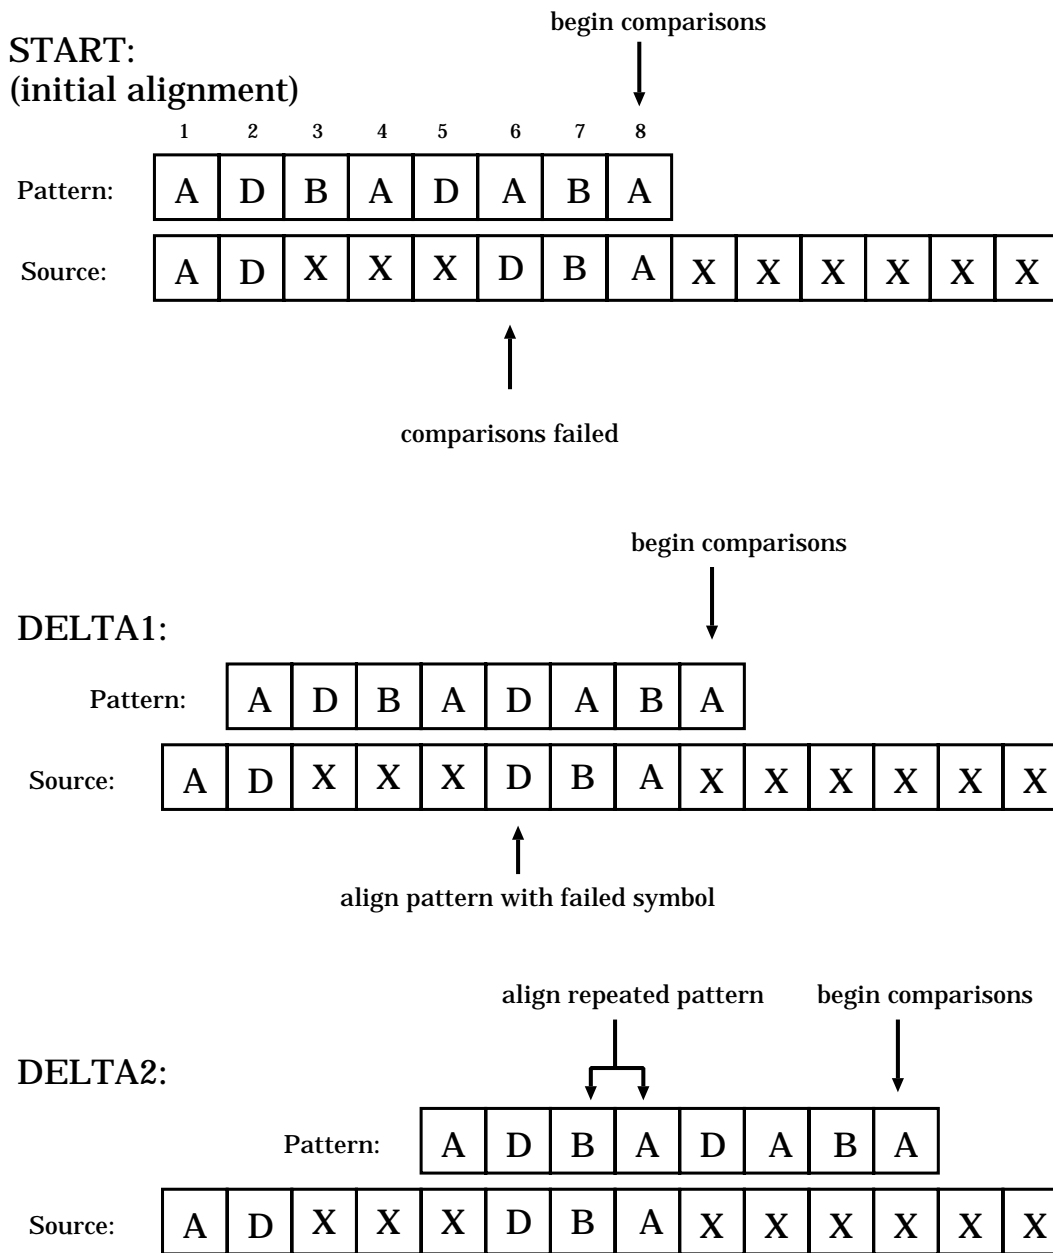 begin comparisons
START:
(initial alignment)
1 2 3 4 5 6 7 8
Pattern: A D B A D A B A
Source: A D X X X D B A X X X X X X
comparisons failed
begin comparisons
DELTA1:
Pattern: A D B A D A B A
Source: A D X X X D B A X X X X X X
align pattern with failed symbol
align repeated pattern begin comparisons
DELTA2:
Pattern: A D B A D A B A
Source: A D X X X D B A X X X X X X